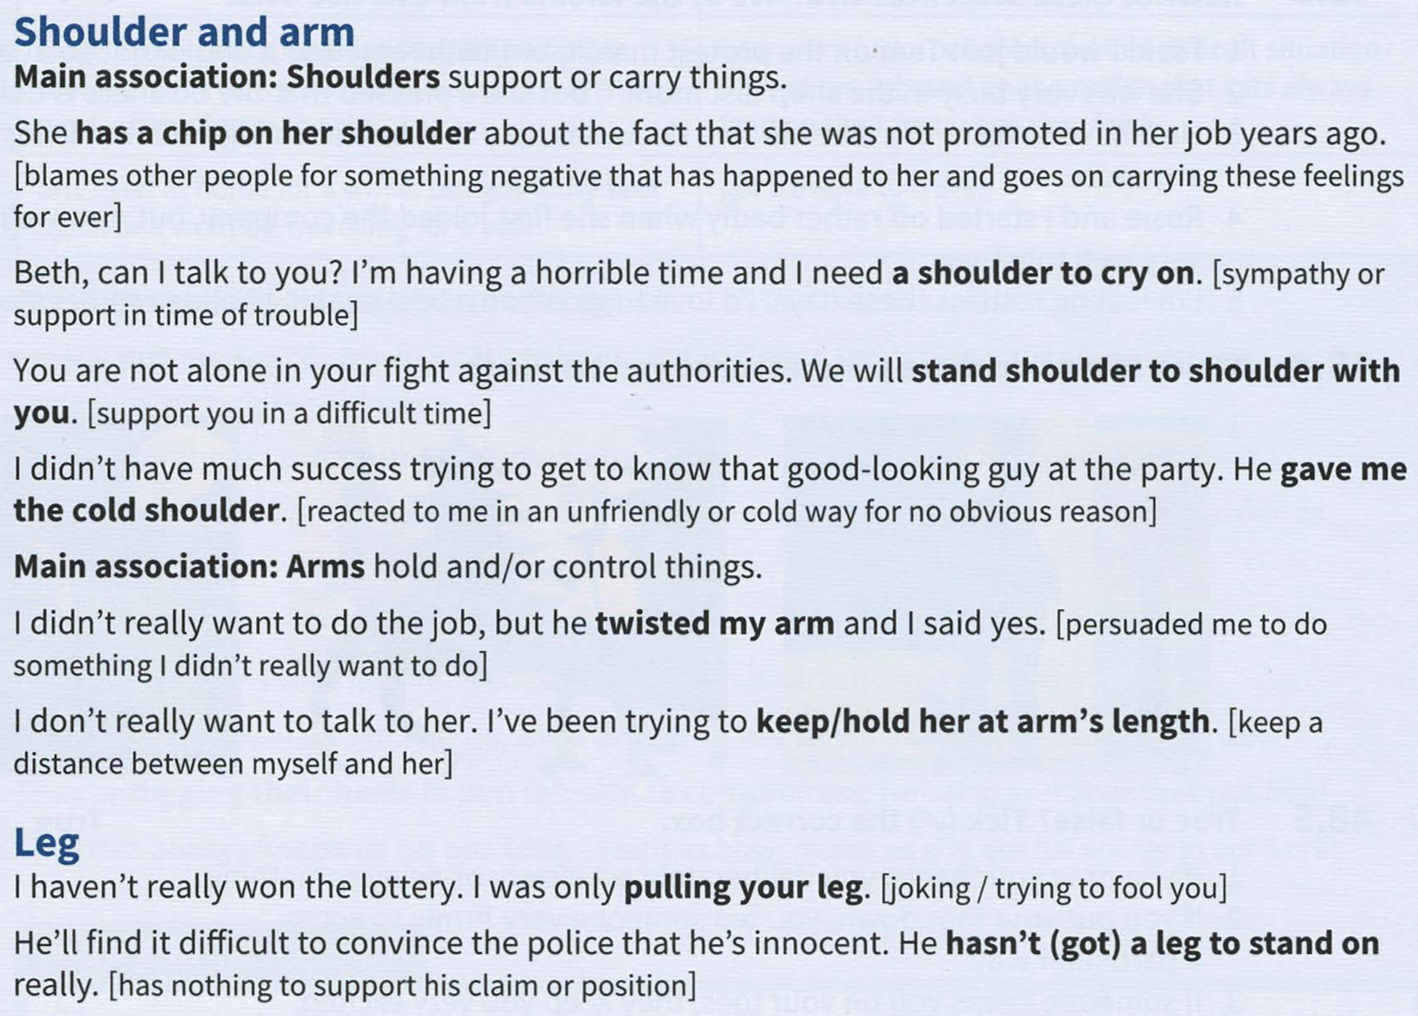 Shoulder and arm
Main association: Shoulders support or carry things.
She has a chip on her shoulder about the fact that she was not promoted in her job years ago.
[blames other people for something negative that has happened to her and goes on carrying these feelings
for ever]
Beth, can I talk to you? I'm having a horrible time and I need a shoulder to cry on. [sympathy or
support in time of trouble]
You are not alone in your fight against the authorities. We will stand shoulder to shoulder with
you. [support you in a difficult time]
I didn't have much success trying to get to know that good-looking guy at the party. He gave me
the cold shoulder. [reacted to me in an unfriendly or cold way for no obvious reason]
Main association: Arms hold and/or control things.
I didn't really want to do the job, but he twisted my arm and I said yes. [persuaded me to do
something I didn't really want to do]
I don't really want to talk to her. I've been trying to keep/hold her at arm's length. [keep a
distance between myself and her]
Leg
I haven't really won the lottery. I was only pulling your leg. [joking / trying to fool you]
He'll find it difficult to convince the police that he's innocent. He hasn't (got) a leg to stand on
really. [has nothing to support his claim or position]